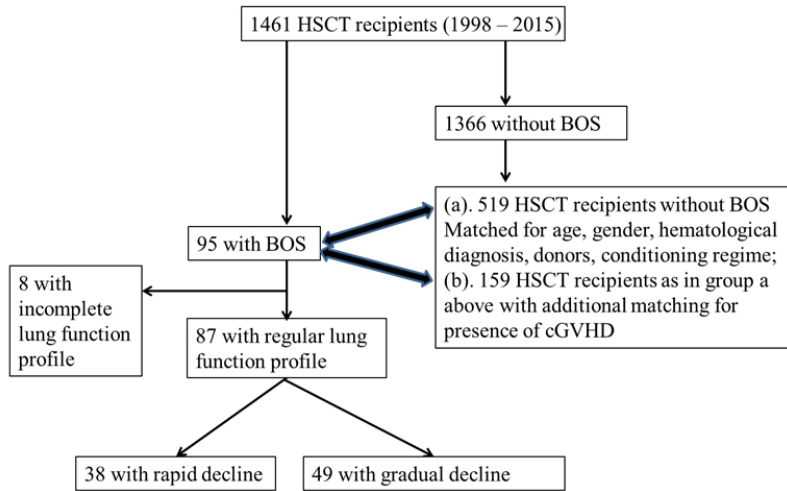 1461 HSCT recipients (1998 – 2015)
1366 without BOS
(a). 519 HSCT recipients without BOS
Matched for age, gender, hematological
diagnosis, donors, conditioning regime;
(b). 159 HSCT recipients as in group a
above with additional matching for
presence of cGVHD
95 with BOS
8 with
incomplete
lung function
profile
87 with regular lung
function profile
38 with rapid decline
49 with gradual decline